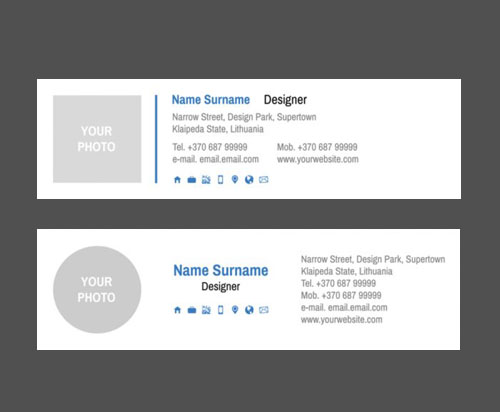 YOUR
PHOTO
Name Surname Designer
Narrow Street, Design Park, Supertown
Klaipeda State, Lithuania
Tel. +370 687 99999 Mob. +370 687 99999
e-mail. email.email.com www.yourwebsite.com
YOUR
PHOTO
Name Surname
Designer
Narrow Street, Design Park, Supertown
Klaipeda State, Lithuania
Tel. +370 687 99999
Mob. +370 687 99999
e-mail. email.email.com
www.yourwebsite.com